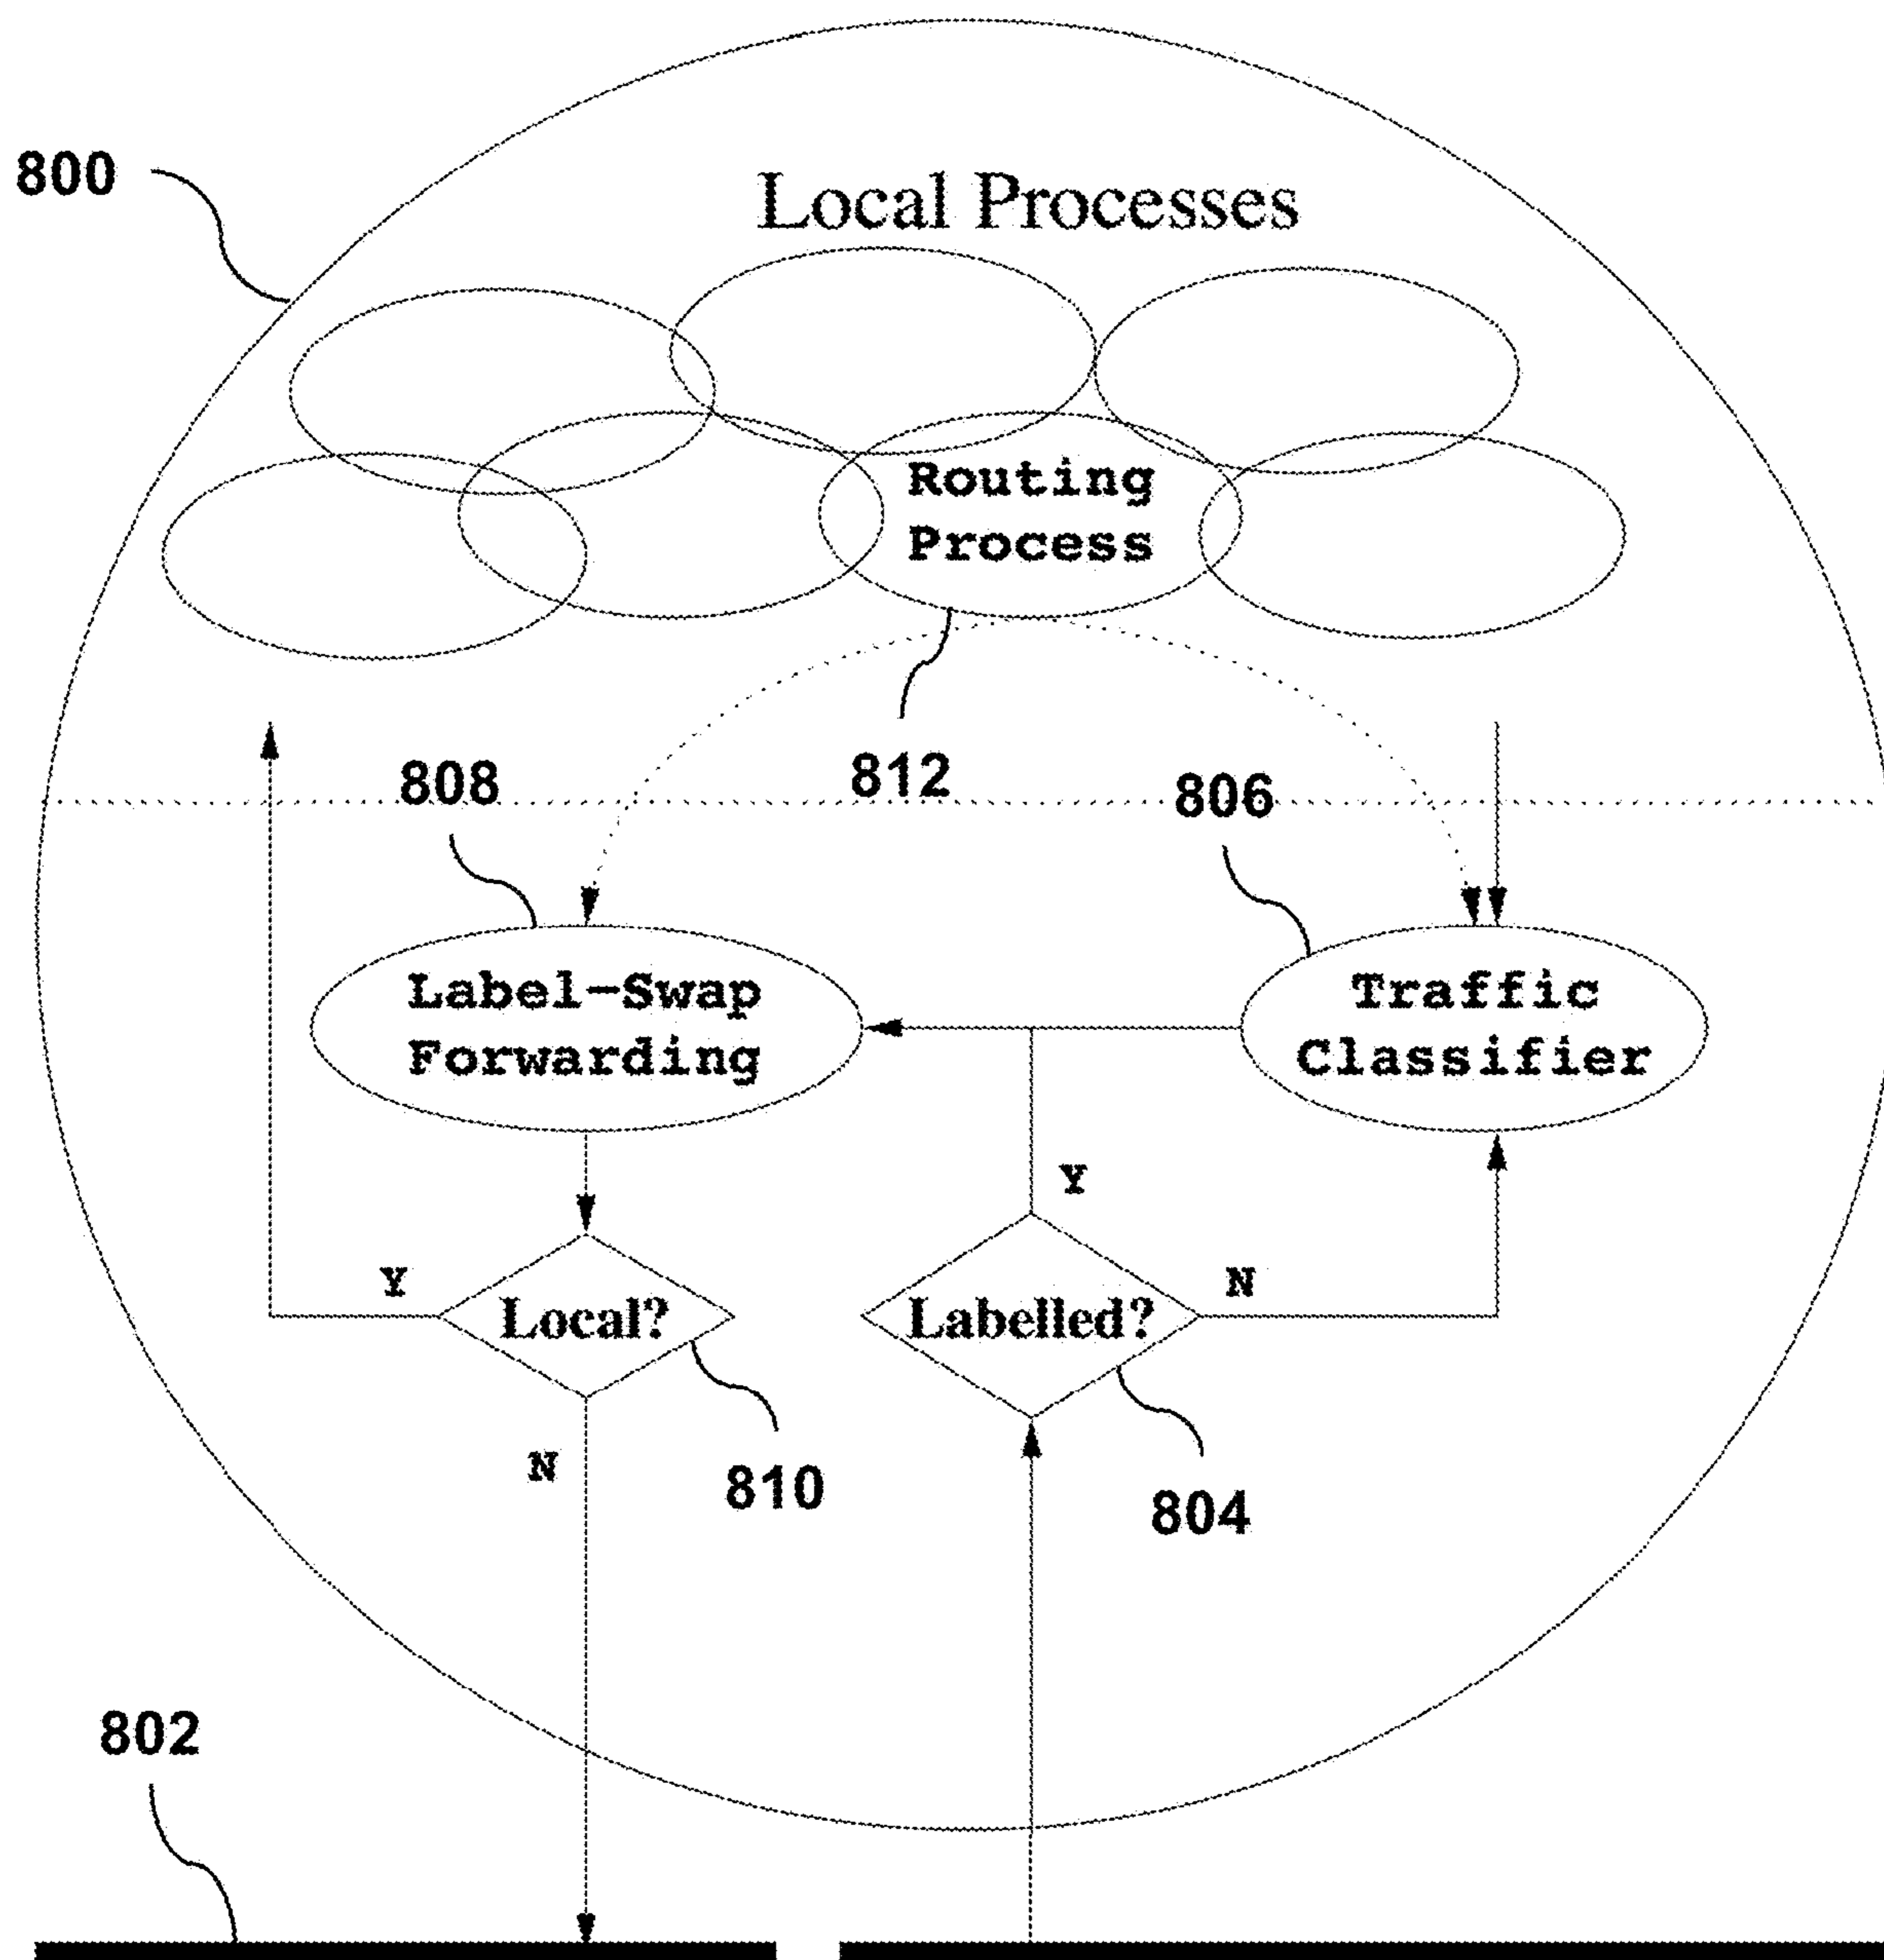 800
Local Processes
Routing
Process
808
812
806
Label-Swap
Forwarding
Traffic
Classifier
Y
Y
N
Local?
Labelled?
N
810
804
802